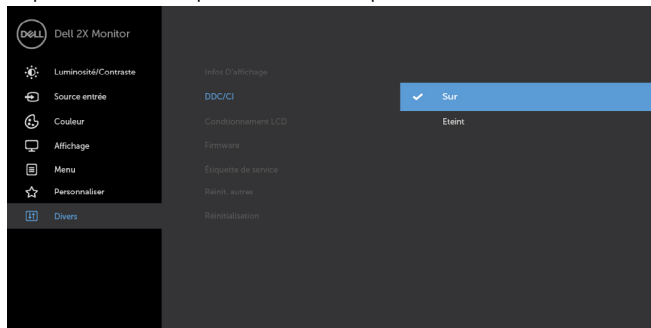 DELL Dell 2X Monitor
Luminosité/Contraste
Infos D'affichage
Source entrée
DDC/CI
Sur
Couleur
Conditionnement LCD
Eteint
Affichage
Firmware
Menu
Étiquette de service
Personnaliser
Réinit. autres
Divers
Réinitialisation